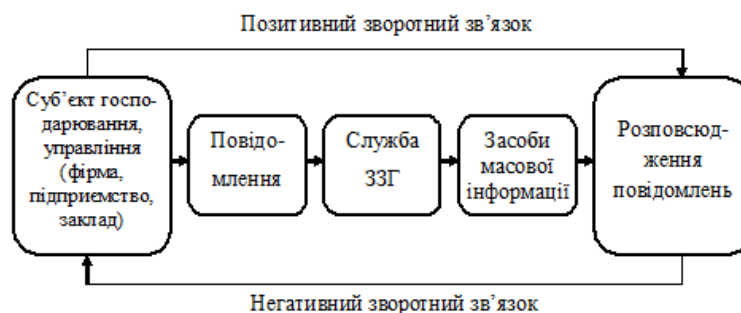 Позитивний зворотний зв’язок
Суб’єкт госпо-
дарювання,
управління
(фірма,
підприємство,
заклад)
Повідо-
млення
Служба
ЗЗГ
Засоби
масової
інформації
Розповсюд-
ження
повідомлень
Негативний зворотний зв’язок